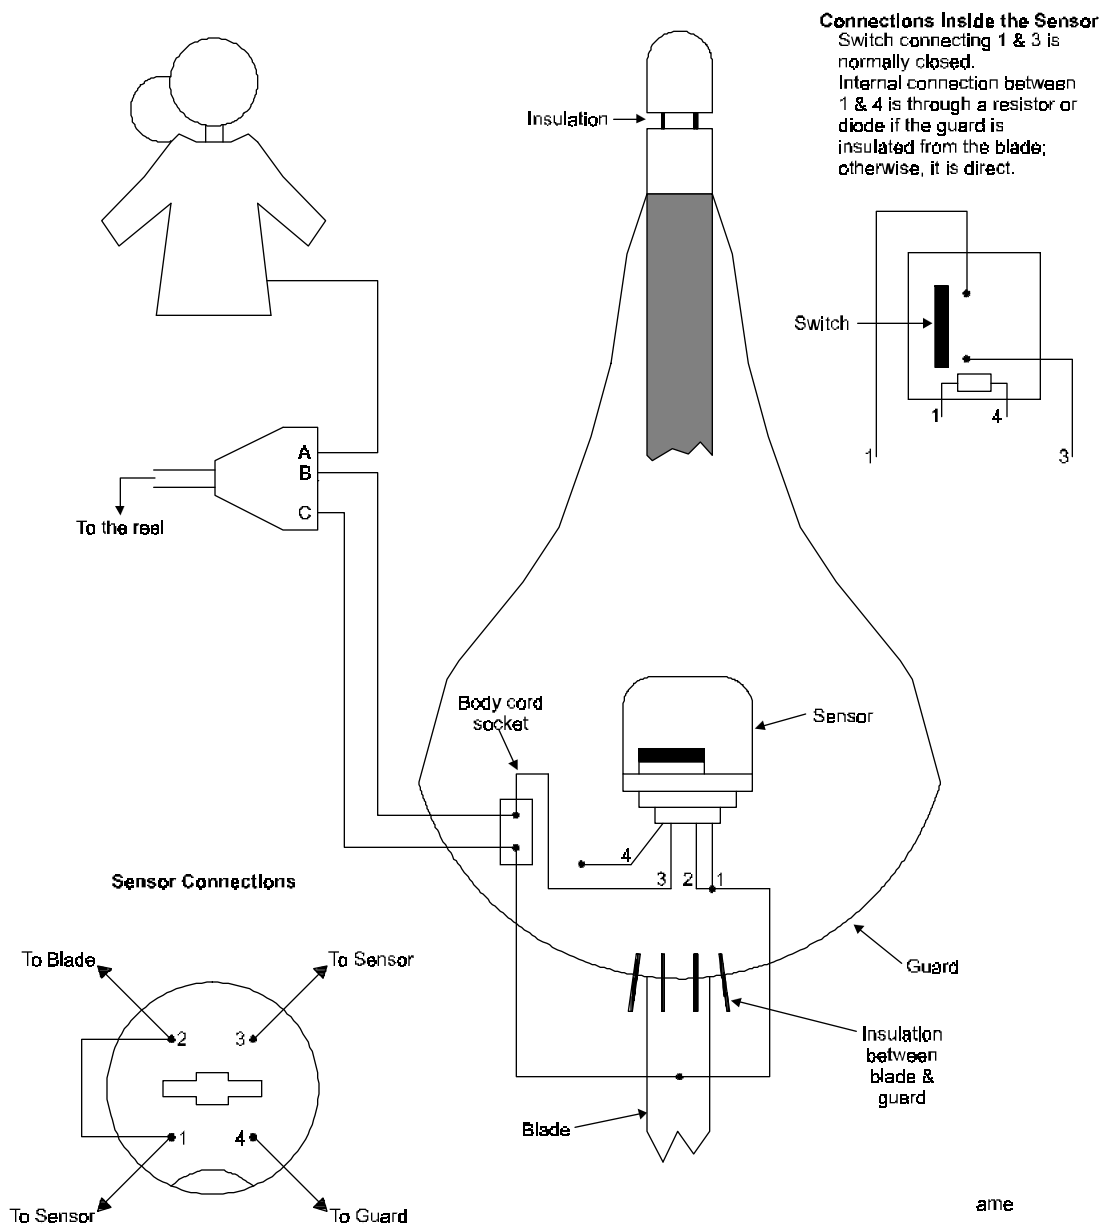 Connections Inside the Sensor
Switch connecting 1 & 3 is
normally closed.
Internal connection between
1 & 4 is through a resistor or
diode if the guard is
insulated from the blade;
otherwise, it is direct.
Insulation
Switch
1
4
1
3
A
B
C
To the reel
Body cord
socket
Sensor
4
3
2
1
Guard
Insulation
between
blade &
guard
Blade
Sensor Connections
To Blade
To Sensor
2
3
1
4
To Sensor
To Guard
ame